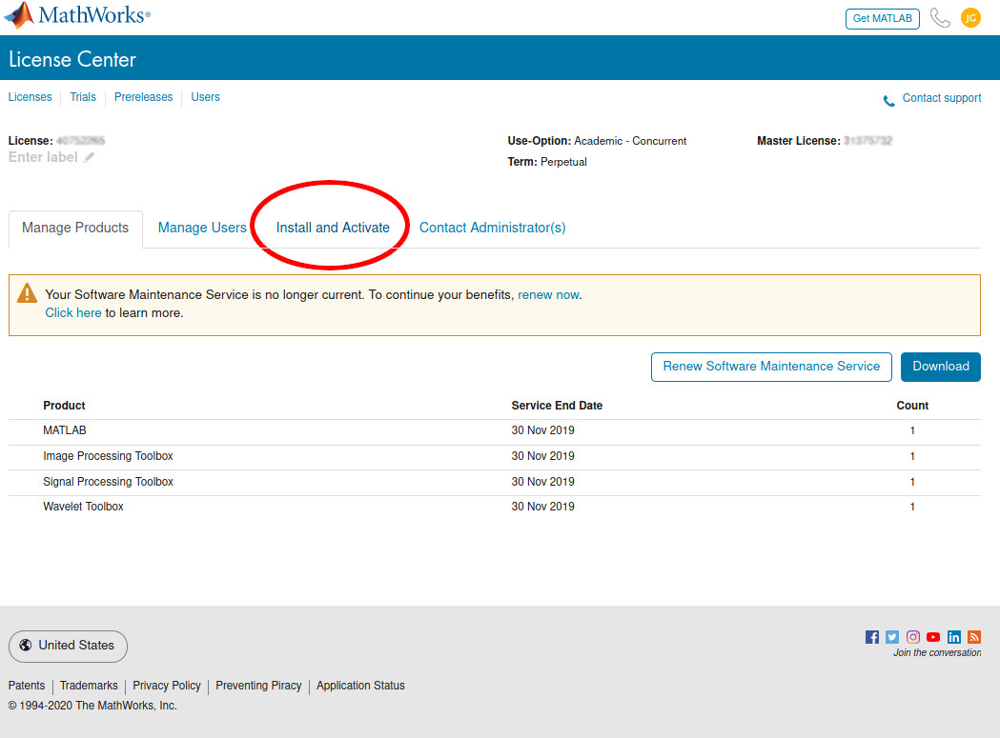 MathWorks®
Get MATLAB
JG
License Center
Licenses Trials Prereleases Users
Contact support
License:
Use-Option: Academic - Concurrent
Master License:
Enter label
Term: Perpetual
Manage Products Manage Users Install and Activate Contact Administrator(s)
Your Software Maintenance Service is no longer current. To continue your benefits, renew now.
Click here to learn more.
Renew Software Maintenance Service Download
Product Service End Date Count
MATLAB 30 Nov 2019 1
Image Processing Toolbox 30 Nov 2019 1
Signal Processing Toolbox 30 Nov 2019 1
Wavelet Toolbox 30 Nov 2019 1
United States
Join the conversation
Patents Trademarks Privacy Policy Preventing Piracy Application Status
© 1994-2020 The MathWorks, Inc.